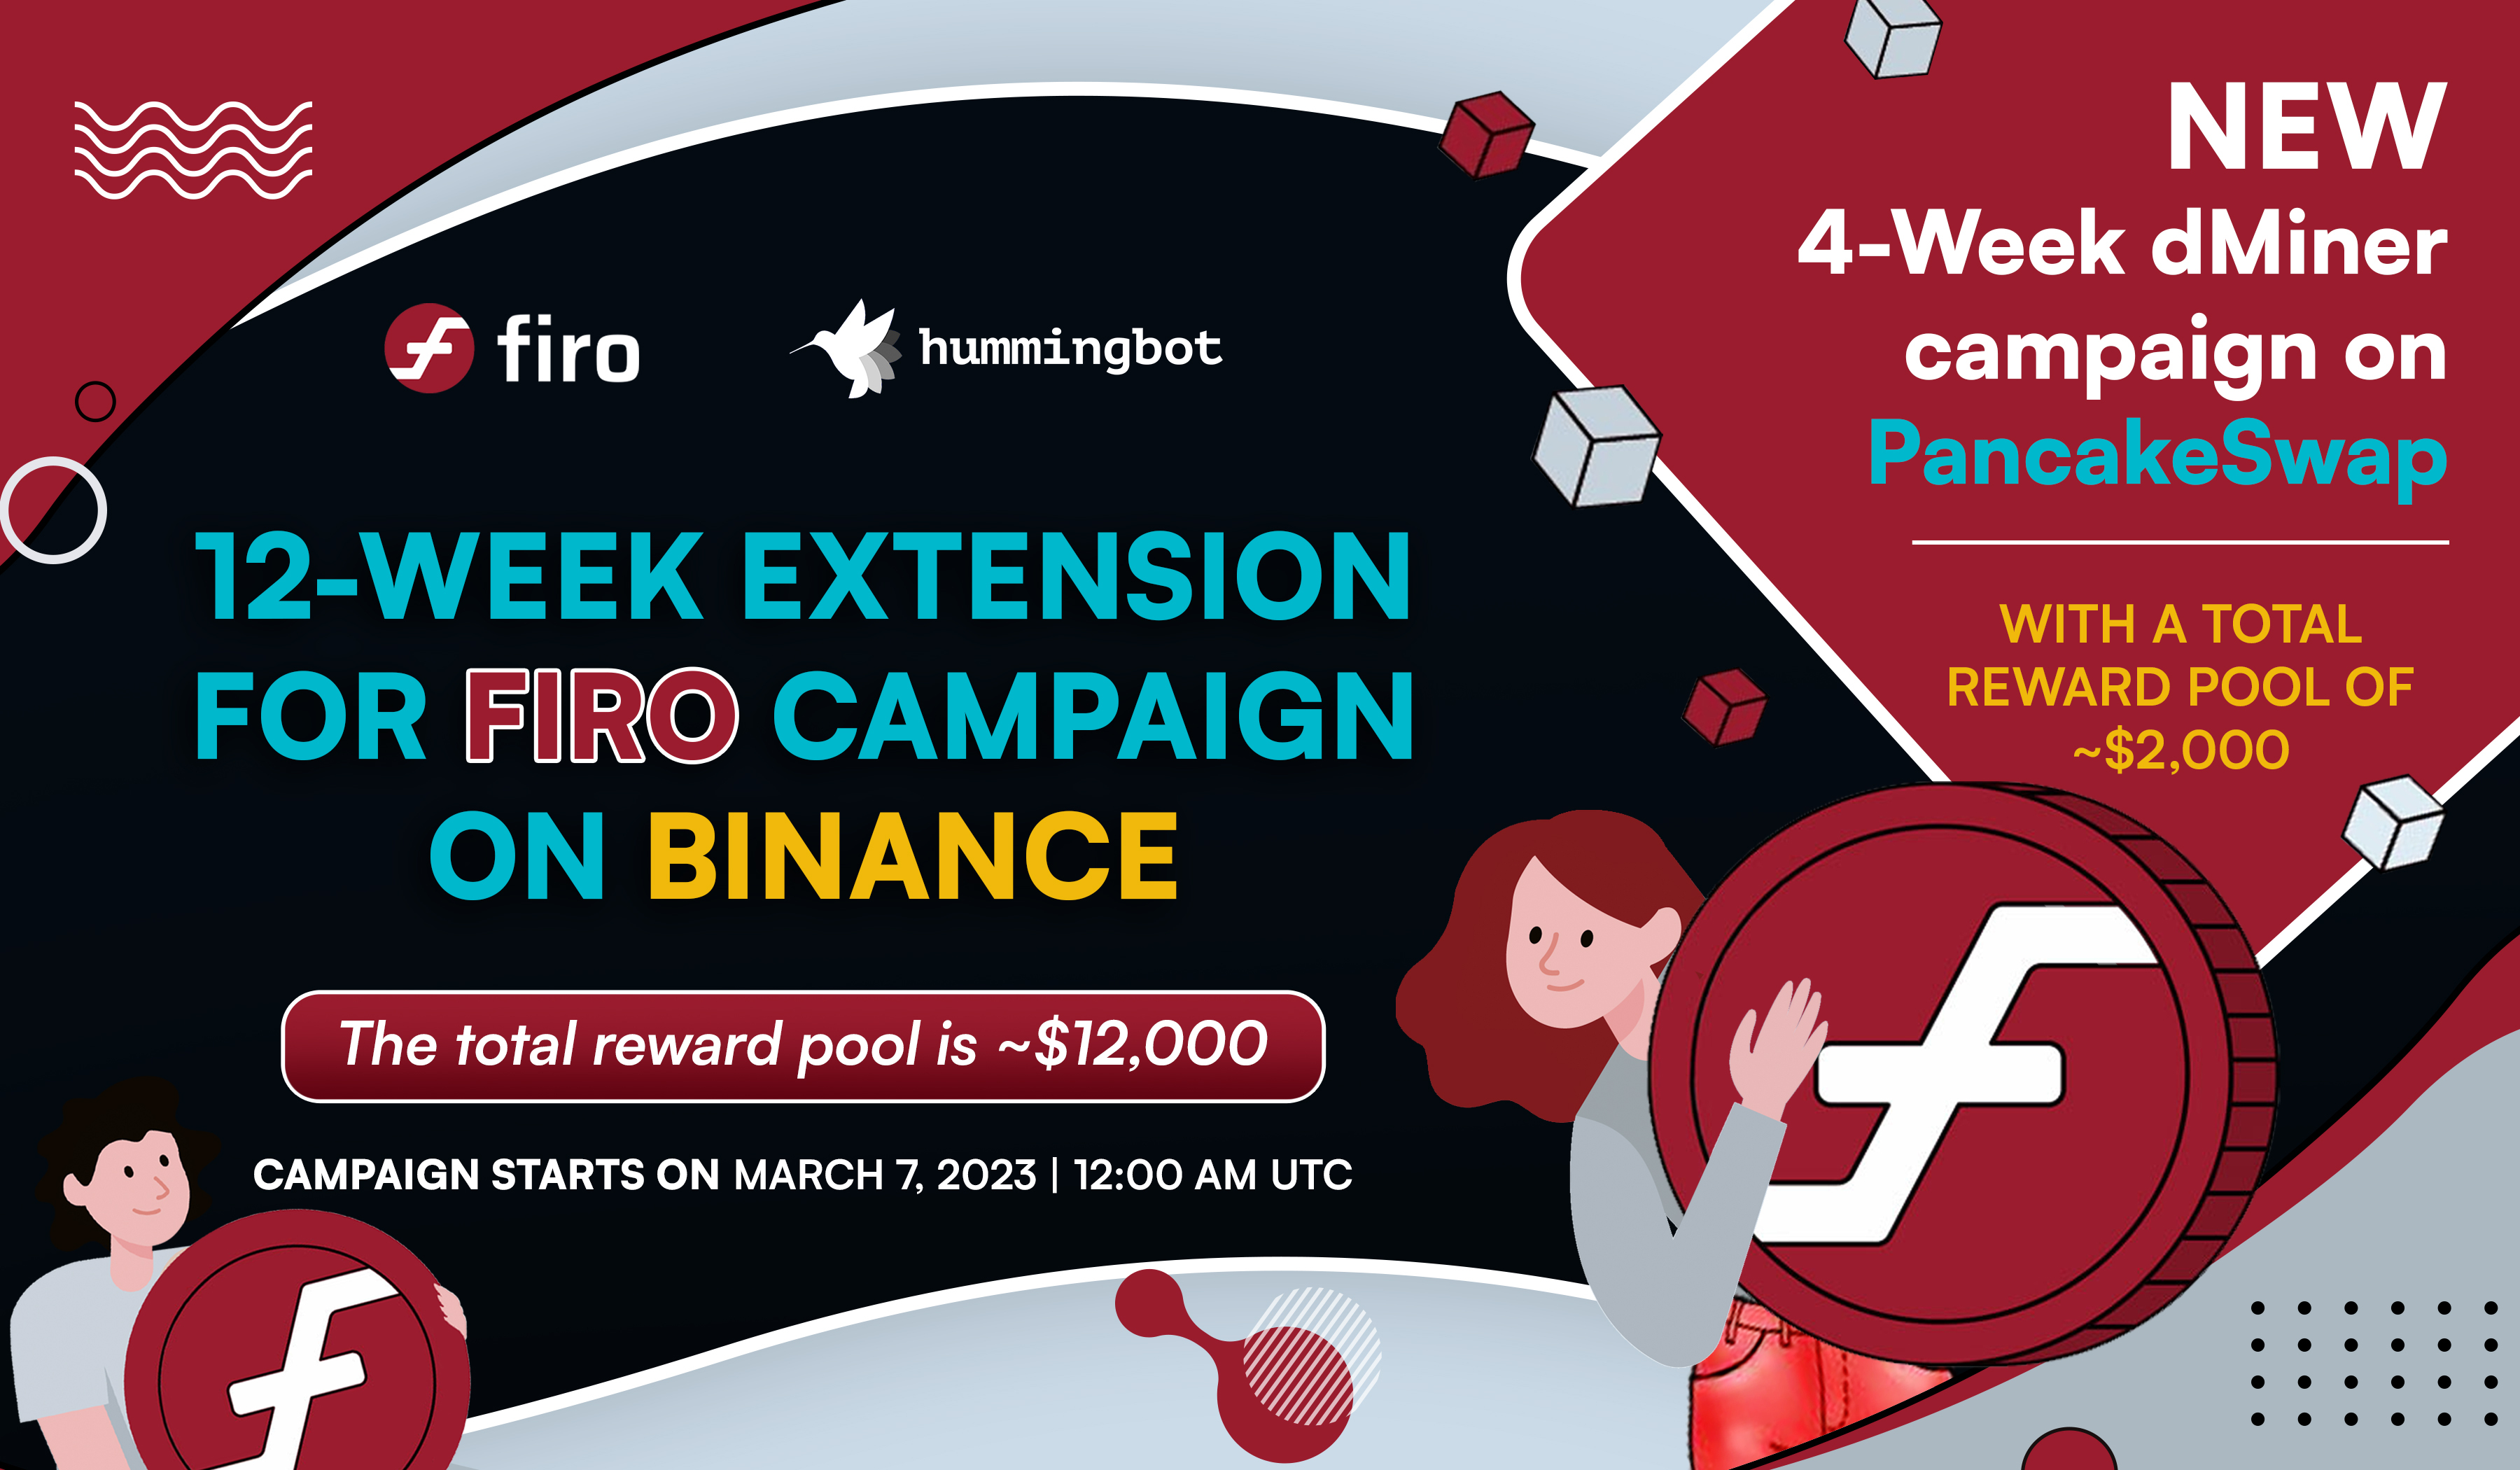 firo
hummingbot
12-WEEK EXTENSION
FOR FIRO CAMPAIGN
ON BINANCE
The total reward pool is ~$12,000
CAMPAIGN STARTS ON MARCH 7, 2023 | 12:00 AM UTC
NEW
4-Week dMiner
campaign on
PancakeSwap
WITH A TOTAL
REWARD POOL OF
~$2,000